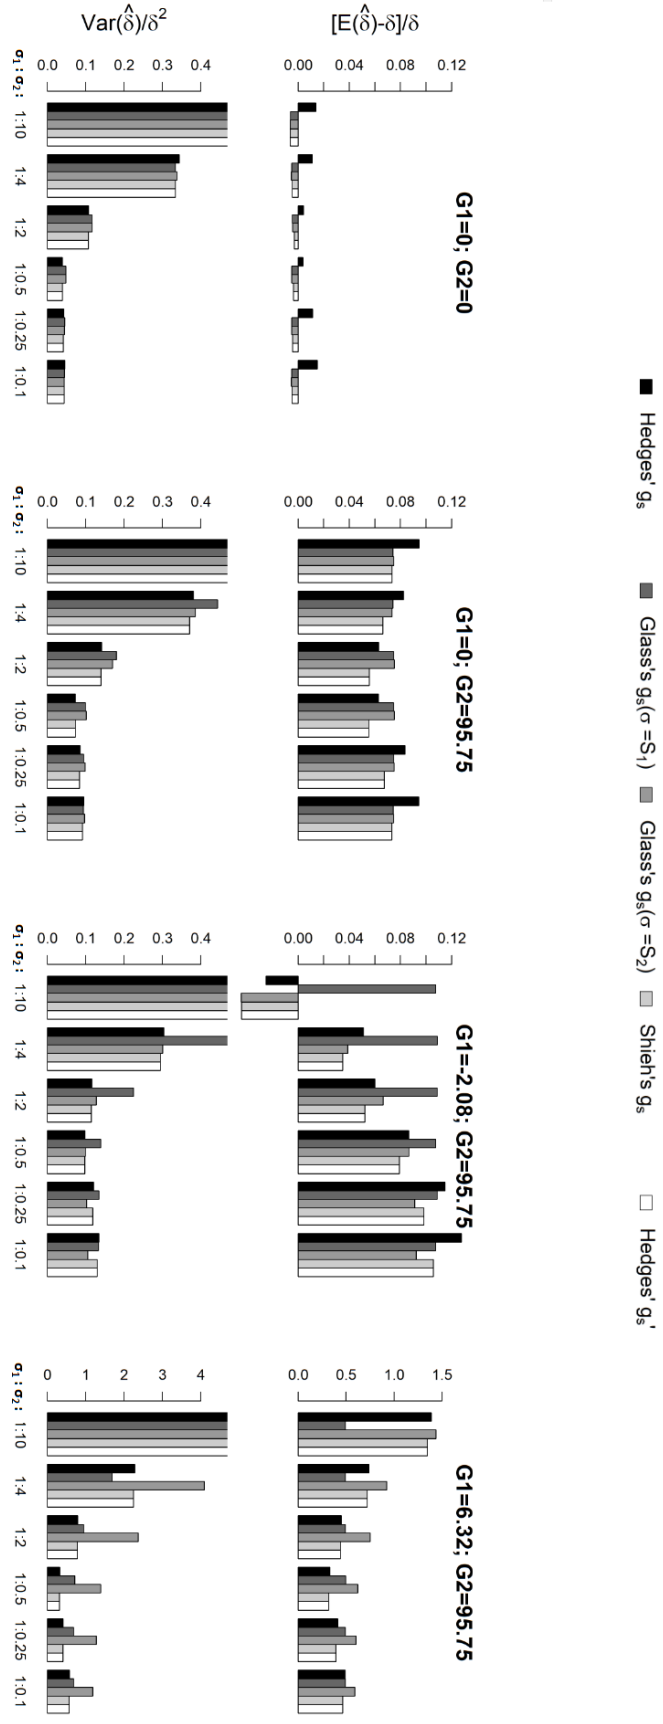 Hedges' gₛ
Glass's gₛ(σ =S₁)
Glass's gₛ(σ =S₂)
Shieh's gₛ
Hedges' gₛ'
G1=0; G2=0
[E(δ̂)-δ]/δ
0.00 0.04 0.08 0.12
Var(δ̂)/δ²
0.0 0.1 0.2 0.3 0.4
σ₁:σ₂: 1:10 1:4 1:2 1:0.5 1:0.25 1:0.1
G1=0; G2=95.75
0.00 0.04 0.08 0.12
0.0 0.1 0.2 0.3 0.4
σ₁:σ₂: 1:10 1:4 1:2 1:0.5 1:0.25 1:0.1
G1=-2.08; G2=95.75
0.00 0.04 0.08 0.12
0.0 0.1 0.2 0.3 0.4
σ₁:σ₂: 1:10 1:4 1:2 1:0.5 1:0.25 1:0.1
G1=6.32; G2=95.75
0.0 0.5 1.0 1.5
0 1 2 3 4
σ₁:σ₂: 1:10 1:4 1:2 1:0.5 1:0.25 1:0.1